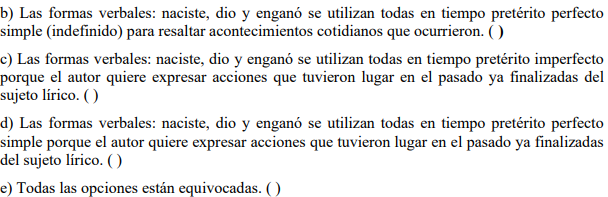 b) Las formas verbales: naciste, dio y enganó se utilizan todas en tiempo pretérito perfecto
simple (indefinido) para resaltar acontecimientos cotidianos que ocurrieron. ( )
c) Las formas verbales: naciste, dio y enganó se utilizan todas en tiempo pretérito imperfecto
porque el autor quiere expresar acciones que tuvieron lugar en el pasado ya finalizadas del
sujeto lírico. ( )
d) Las formas verbales: naciste, dio y enganó se utilizan todas en tiempo pretérito perfecto
simple porque el autor quiere expresar acciones que tuvieron lugar en el pasado ya finalizadas
del sujeto lírico. ( )
e) Todas las opciones están equivocadas. ( )